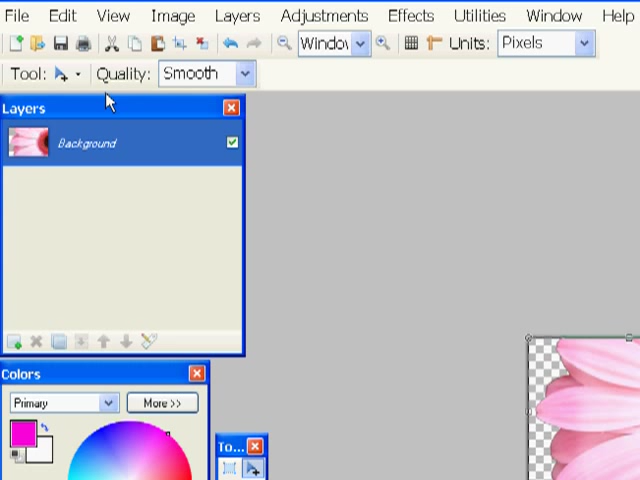 File Edit View Image Layers Adjustments Effects Utilities Window Help
Window Units: Pixels
Tool: Quality: Smooth
Layers
Background
Colors
Primary More >>
To...